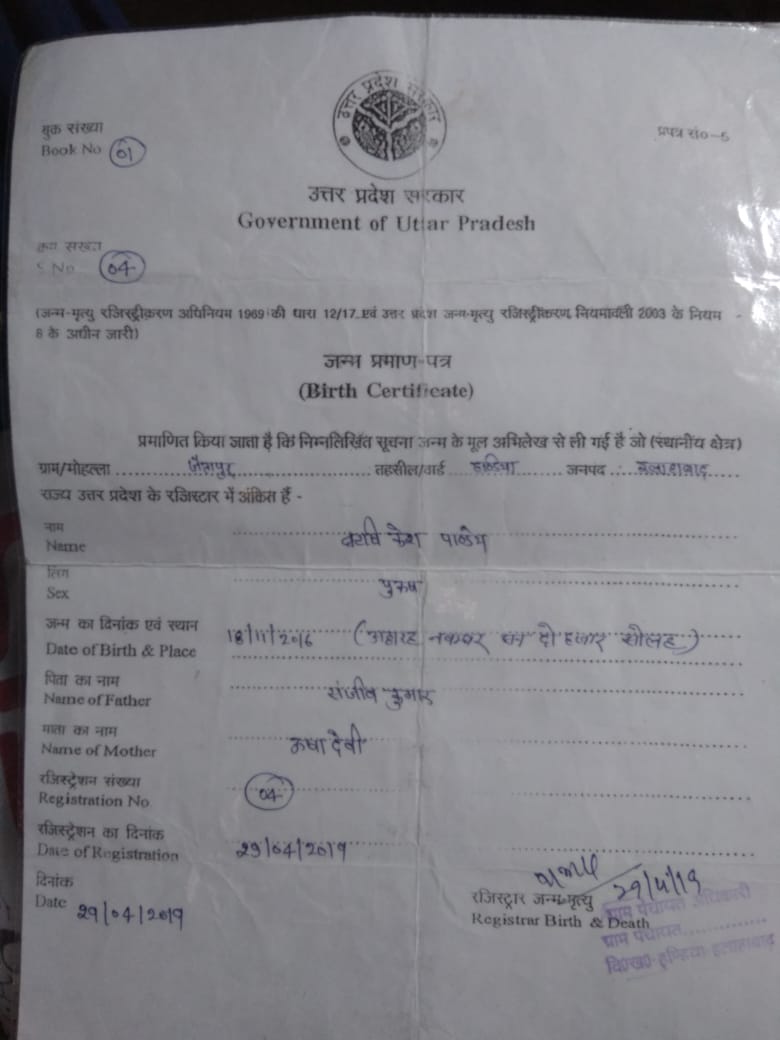 उत्तर प्रदेश सरकार
बुक संख्या
Book No 01
प्रपत्र सं०-5
उत्तर प्रदेश सरकार
Government of Uttar Pradesh
क्रम संख्या
S No 04
(जन्म-मृत्यु रजिस्ट्रीकरण अधिनियम 1969 की धारा 12/17 एवं उत्तर प्रदेश जन्म-मृत्यु रजिस्ट्रीकरण नियमावली 2003 के नियम -
8 के अधीन जारी)
जन्म प्रमाण-पत्र
(Birth Certificate)
प्रमाणित किया जाता है कि निम्नलिखित सूचना जन्म के मूल अभिलेख से ली गई है जो (स्थानीय क्षेत्र)
ग्राम/मोहल्ला तहसील/वार्ड हण्डिया जनपद इलाहाबाद
राज्य उत्तर प्रदेश के रजिस्टार में अंकित हैं -
नाम
Name
केश पाण्डेय
लिंग
Sex
पुरुष
जन्म का दिनांक एवं स्थान
Date of Birth & Place
18/11/2016 (अठारह नवम्बर सन दो हजार सोलह)
पिता का नाम
Name of Father
संजीव कुमार
माता का नाम
Name of Mother
ऊषा देवी
रजिस्ट्रेशन संख्या
Registration No.
04
रजिस्ट्रेशन का दिनांक
Date of Registration
29/04/2019
दिनांक
Date 29/04/2019
29/4/19
रजिस्ट्रार जन्म-मृत्यु
Registrar Birth & Death
ग्राम पंचायत अधिकारी
ग्राम पंचायत
वि०ख० हण्डिया-इलाहाबाद